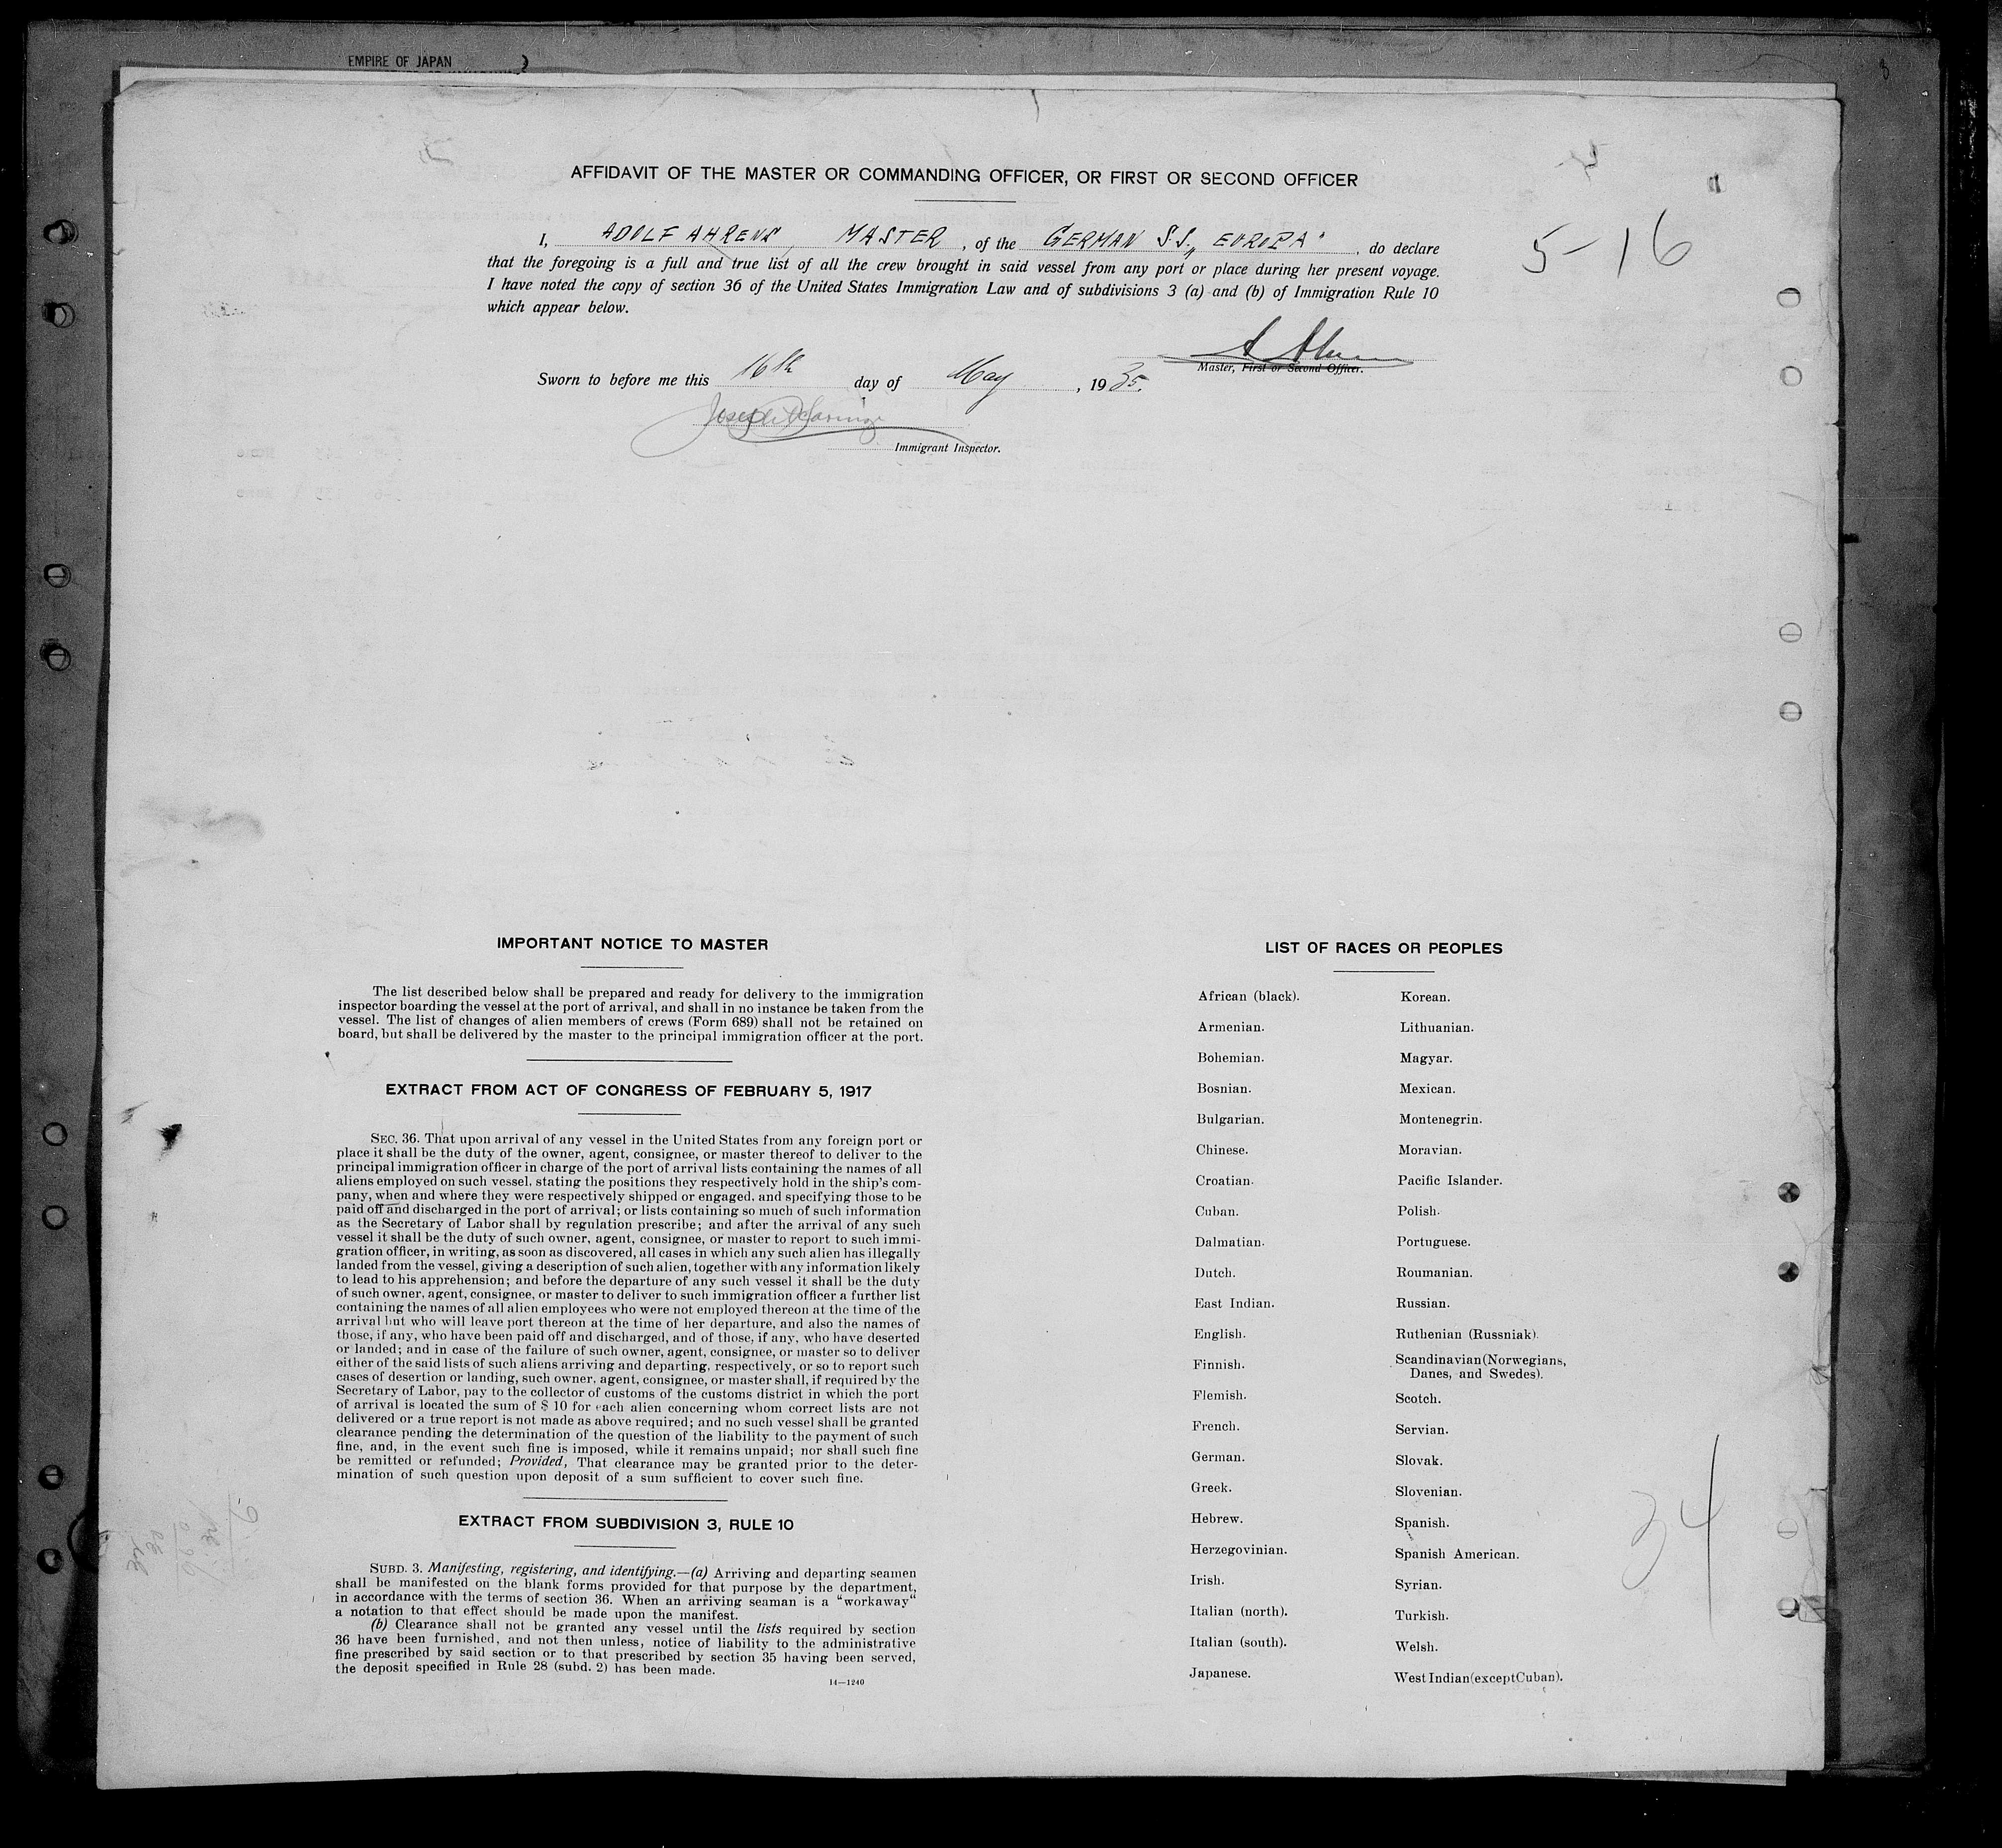 EMPIRE OF JAPAN
AFFIDAVIT OF THE MASTER OR COMMANDING OFFICER, OR FIRST OR SECOND OFFICER
I, ADOLF AHRENS, MASTER, of the GERMAN S.S. „EUROPA", do declare
that the foregoing is a full and true list of all the crew brought in said vessel from any port or place during her present voyage.
I have noted the copy of section 36 of the United States Immigration Law and of subdivisions 3 (a) and (b) of Immigration Rule 10
which appear below.
5-16
A Ahrens
Master, First or Second Officer.
Sworn to before me this 16th day of May, 1935.
Immigrant Inspector.
IMPORTANT NOTICE TO MASTER
The list described below shall be prepared and ready for delivery to the immigration
inspector boarding the vessel at the port of arrival, and shall in no instance be taken from the
vessel. The list of changes of alien members of crews (Form 689) shall not be retained on
board, but shall be delivered by the master to the principal immigration officer at the port.
EXTRACT FROM ACT OF CONGRESS OF FEBRUARY 5, 1917
SEC. 36. That upon arrival of any vessel in the United States from any foreign port or
place it shall be the duty of the owner, agent, consignee, or master thereof to deliver to the
principal immigration officer in charge of the port of arrival lists containing the names of all
aliens employed on such vessel, stating the positions they respectively hold in the ship's com-
pany, when and where they were respectively shipped or engaged, and specifying those to be
paid off and discharged in the port of arrival; or lists containing so much of such information
as the Secretary of Labor shall by regulation prescribe; and after the arrival of any such
vessel it shall be the duty of such owner, agent, consignee, or master to report to such immi-
gration officer, in writing, as soon as discovered, all cases in which any such alien has illegally
landed from the vessel, giving a description of such alien, together with any information likely
to lead to his apprehension; and before the departure of any such vessel it shall be the duty
of such owner, agent, consignee, or master to deliver to such immigration officer a further list
containing the names of all alien employees who were not employed thereon at the time of the
arrival but who will leave port thereon at the time of her departure, and also the names of
those, if any, who have been paid off and discharged, and of those, if any, who have deserted
or landed; and in case of the failure of such owner, agent, consignee, or master so to deliver
either of the said lists of such aliens arriving and departing, respectively, or so to report such
cases of desertion or landing, such owner, agent, consignee, or master shall, if required by the
Secretary of Labor, pay to the collector of customs of the customs district in which the port
of arrival is located the sum of $ 10 for each alien concerning whom correct lists are not
delivered or a true report is not made as above required; and no such vessel shall be granted
clearance pending the determination of the question of the liability to the payment of such
fine, and, in the event such fine is imposed, while it remains unpaid; nor shall such fine
be remitted or refunded; Provided, That clearance may be granted prior to the deter-
mination of such question upon deposit of a sum sufficient to cover such fine.
EXTRACT FROM SUBDIVISION 3, RULE 10
SUBD. 3. Manifesting, registering, and identifying.—(a) Arriving and departing seamen
shall be manifested on the blank forms provided for that purpose by the department,
in accordance with the terms of section 36. When an arriving seaman is a “workaway“
a notation to that effect should be made upon the manifest.
(b) Clearance shall not be granted any vessel until the lists required by section
36 have been furnished, and not then unless, notice of liability to the administrative
fine prescribed by said section or to that prescribed by section 35 having been served,
the deposit specified in Rule 28 (subd. 2) has been made.
14—1240
LIST OF RACES OR PEOPLES
African (black).
Armenian.
Bohemian.
Bosnian.
Bulgarian.
Chinese.
Croatian.
Cuban.
Dalmatian.
Dutch.
East Indian.
English.
Finnish.
Flemish.
French.
German.
Greek.
Hebrew.
Herzegovinian.
Irish.
Italian (north).
Italian (south).
Japanese.
Korean.
Lithuanian.
Magyar.
Mexican.
Montenegrin.
Moravian.
Pacific Islander.
Polish.
Portuguese.
Roumanian.
Russian.
Ruthenian (Russniak).
Scandinavian (Norwegians,
Danes, and Swedes).
Scotch.
Servian.
Slovak.
Slovenian.
Spanish.
Spanish American.
Syrian.
Turkish.
Welsh.
West Indian (except Cuban).
34